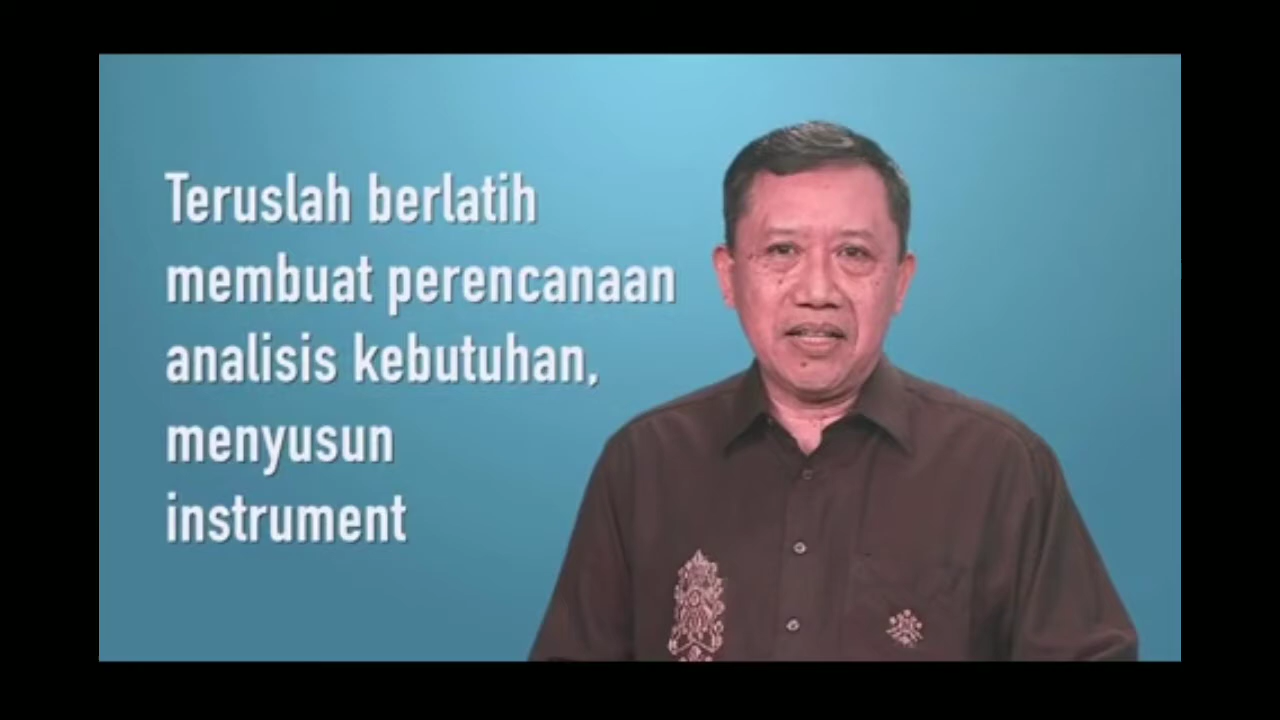 Teruslah berlatih
membuat perencanaan
analisis kebutuhan,
menyusun
instrument